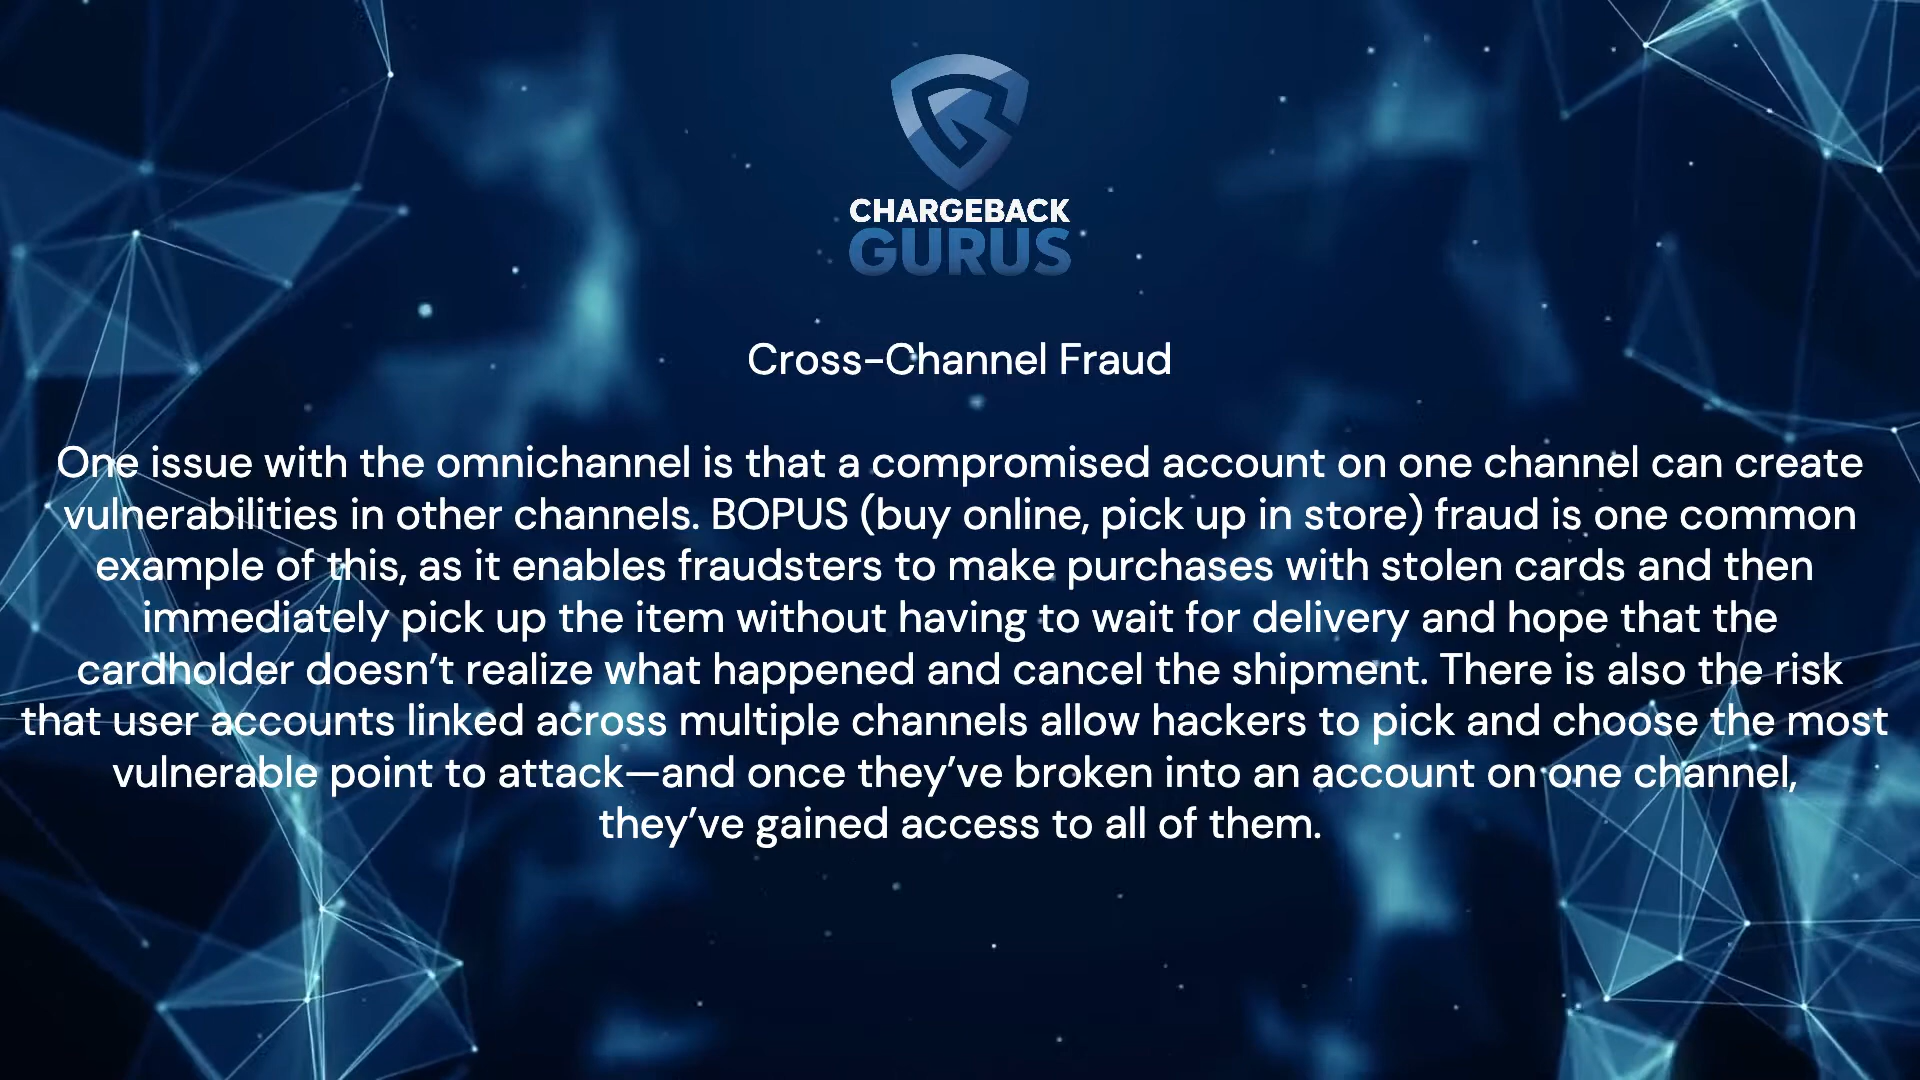 CHARGEBACK
GURUS
Cross-Channel Fraud
One issue with the omnichannel is that a compromised account on one channel can create
vulnerabilities in other channels. BOPUS (buy online, pick up in store) fraud is one common
example of this, as it enables fraudsters to make purchases with stolen cards and then
immediately pick up the item without having to wait for delivery and hope that the
cardholder doesn’t realize what happened and cancel the shipment. There is also the risk
that user accounts linked across multiple channels allow hackers to pick and choose the most
vulnerable point to attack—and once they’ve broken into an account on one channel,
they’ve gained access to all of them.